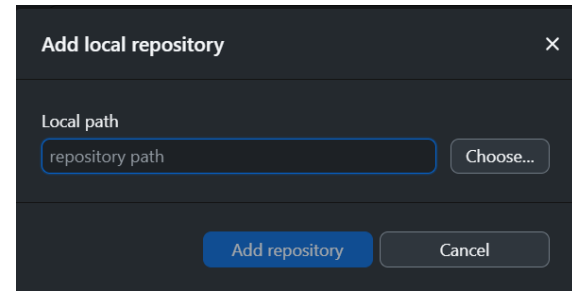 Add local repository
Local path
repository path
Choose...
Add repository
Cancel